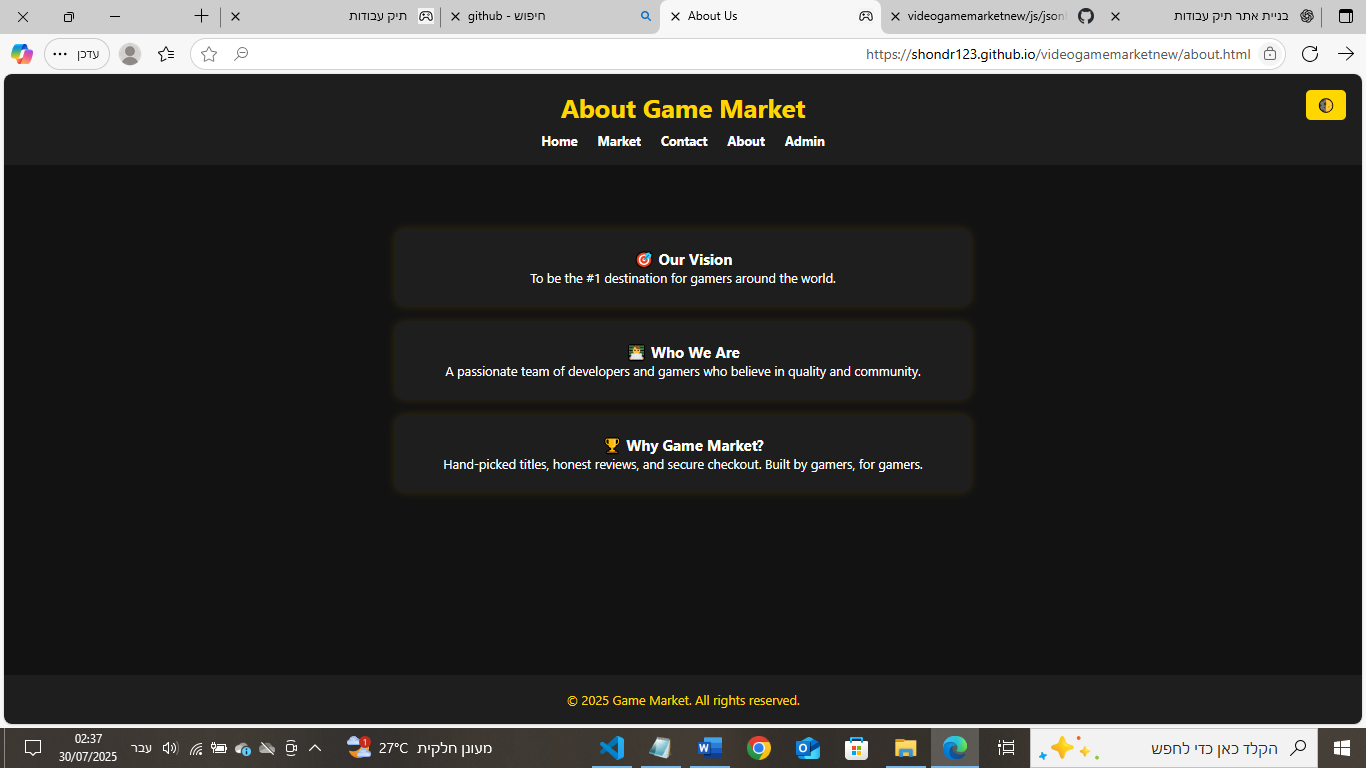 תיק עבודות
github - חיפוש
About Us
videogamemarketnew/js/json
בניית אתר תיק עבודות
עדכן
https://shondr123.github.io/videogamemarketnew/about.html
About Game Market
Home Market Contact About Admin
🎯 Our Vision
To be the #1 destination for gamers around the world.
👨‍💻 Who We Are
A passionate team of developers and gamers who believe in quality and community.
🏆 Why Game Market?
Hand-picked titles, honest reviews, and secure checkout. Built by gamers, for gamers.
© 2025 Game Market. All rights reserved.
02:37
30/07/2025
עבר
1
27°C מעונן חלקית
הקלד כאן כדי לחפש